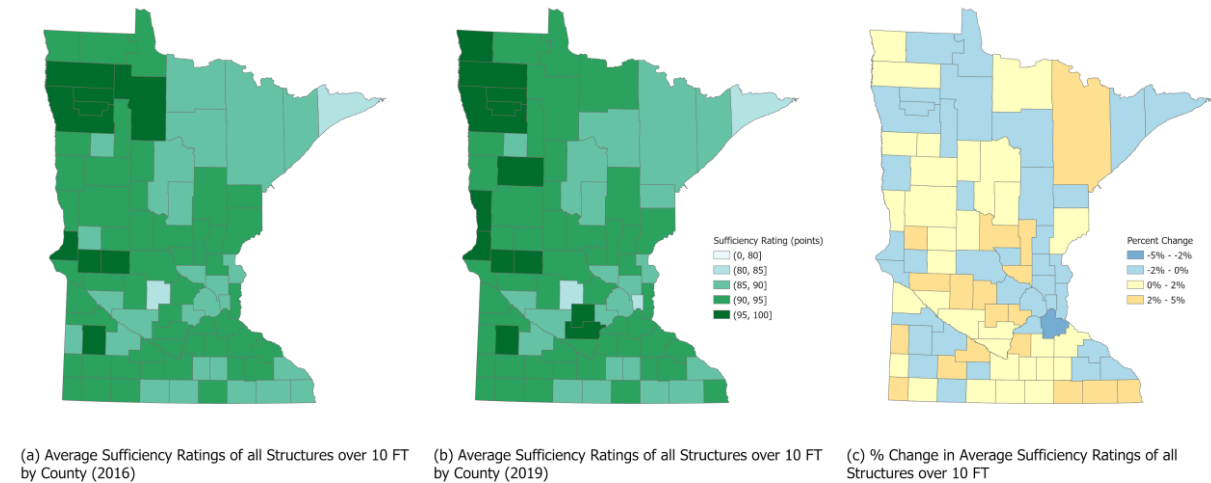 Sufficiency Rating (points)
(0, 80]
(80, 85]
(85, 90]
(90, 95]
(95, 100]
Percent Change
-5% - -2%
-2% - 0%
0% - 2%
2% - 5%
(a) Average Sufficiency Ratings of all Structures over 10 FT
by County (2016)
(b) Average Sufficiency Ratings of all Structures over 10 FT
by County (2019)
(c) % Change in Average Sufficiency Ratings of all
Structures over 10 FT